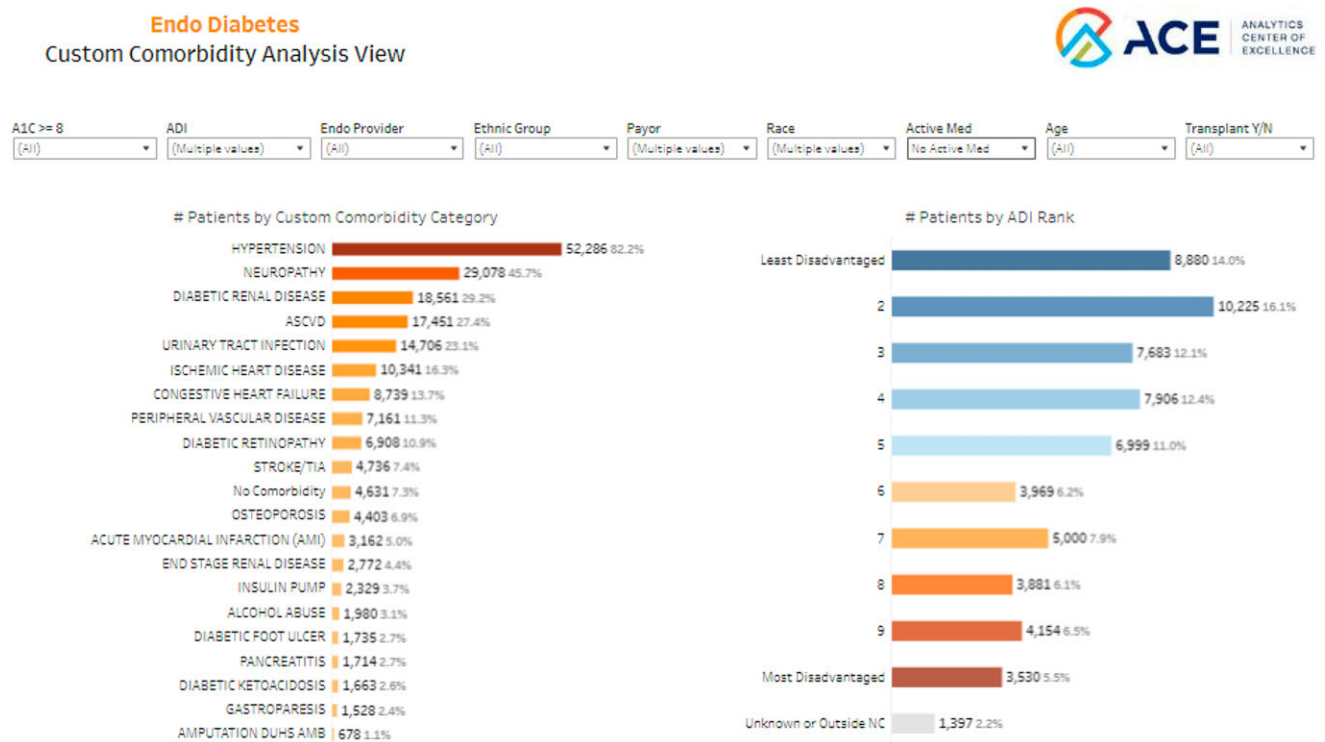 Endo Diabetes
Custom Comorbidity Analysis View
ACE
ANALYTICS
CENTER OF
EXCELLENCE
A1C >= 8
ADI
Endo Provider
Ethnic Group
Payor
Race
Active Med
Age
Transplant Y/N
(All)
(Multiple values)
(All)
(All)
(Multiple values)
(Multiple values)
No Active Med
(All)
(All)
# Patients by Custom Comorbidity Category
HYPERTENSION 52,286 82.2%
NEUROPATHY 29,078 45.7%
DIABETIC RENAL DISEASE 18,561 29.2%
ASCVD 17,451 27.4%
URINARY TRACT INFECTION 14,706 23.1%
ISCHEMIC HEART DISEASE 10,341 16.3%
CONGESTIVE HEART FAILURE 8,739 13.7%
PERIPHERAL VASCULAR DISEASE 7,161 11.3%
DIABETIC RETINOPATHY 6,908 10.9%
STROKE/TIA 4,736 7.4%
No Comorbidity 4,631 7.3%
OSTEOPOROSIS 4,403 6.9%
ACUTE MYOCARDIAL INFARCTION (AMI) 3,162 5.0%
END STAGE RENAL DISEASE 2,772 4.4%
INSULIN PUMP 2,329 3.7%
ALCOHOL ABUSE 1,980 3.1%
DIABETIC FOOT ULCER 1,735 2.7%
PANCREATITIS 1,714 2.7%
DIABETIC KETOACIDOSIS 1,663 2.6%
GASTROPARESIS 1,528 2.4%
AMPUTATION DUHS AMB 678 1.1%
# Patients by ADI Rank
Least Disadvantaged 8,880 14.0%
2 10,225 16.1%
3 7,683 12.1%
4 7,906 12.4%
5 6,999 11.0%
6 3,969 6.2%
7 5,000 7.9%
8 3,881 6.1%
9 4,154 6.5%
Most Disadvantaged 3,530 5.5%
Unknown or Outside NC 1,397 2.2%